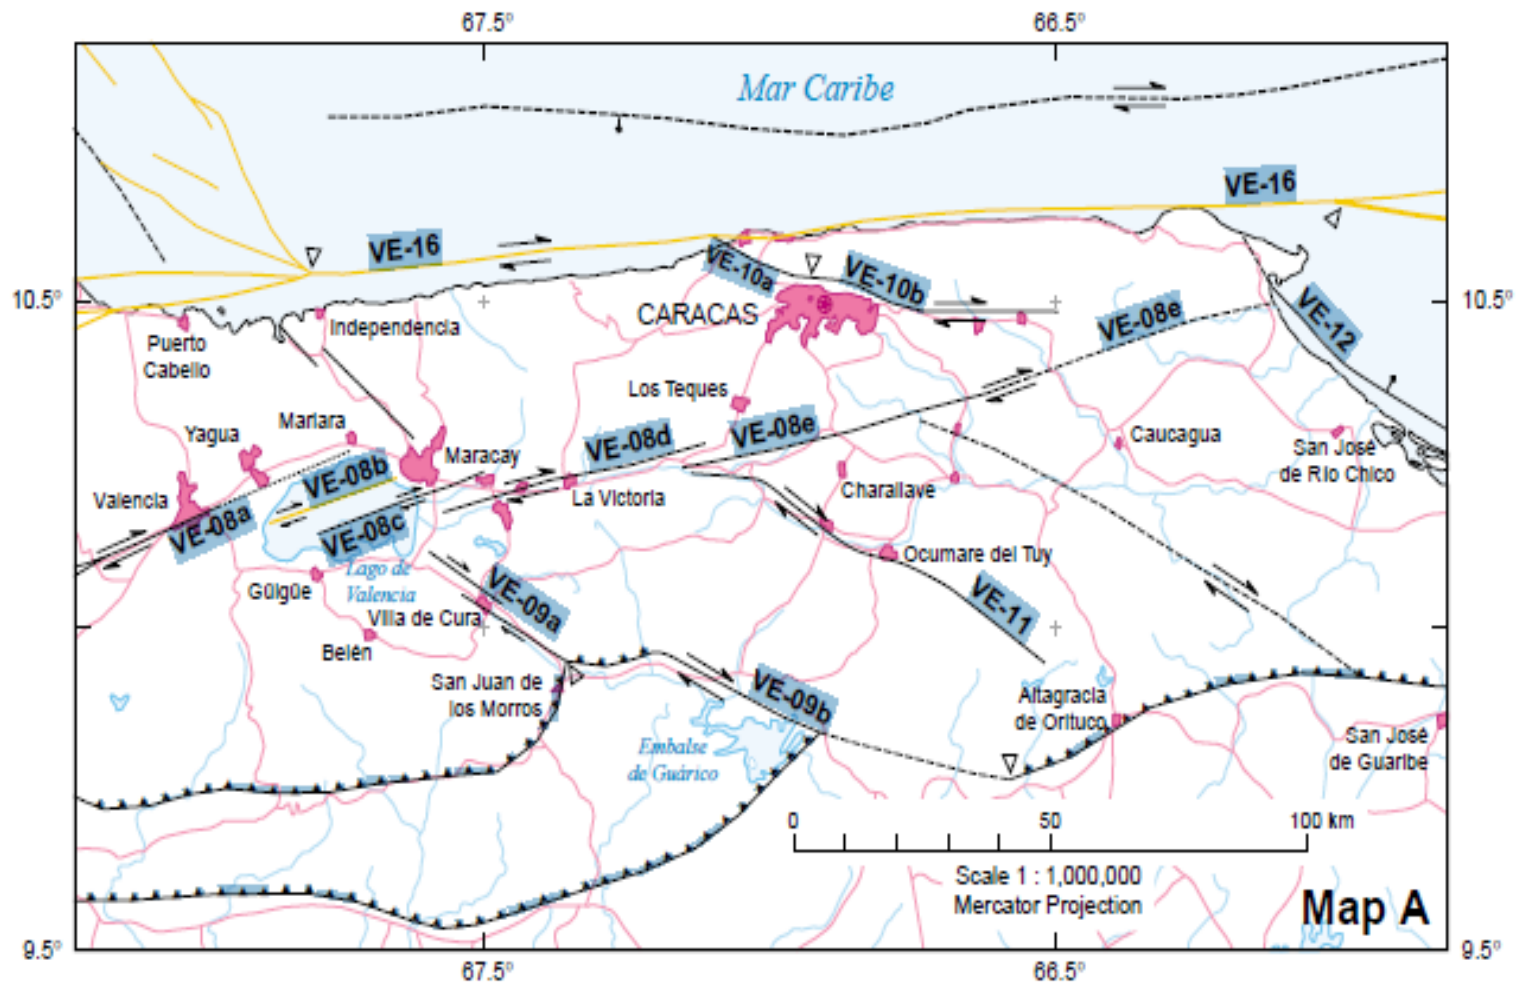 67.5°
66.5°
Mar Caribe
VE-16
VE-16
VE-10a
VE-10b
10.5°
10.5°
CARACAS
VE-08e
VE-12
Independencia
Puerto
Cabello
Los Teques
Mariara
Yagua
VE-08d
VE-08e
Caucagua
San José
de Río Chico
Maracay
VE-08b
Valencia
La Victoria
Charallave
VE-08a
VE-08c
Ocumare del Tuy
Lago de
Valencia
Güigüe
VE-09a
VE-11
Villa de Cura
Belén
San Juan de
los Morros
VE-09b
Altagracia
de Orituco
San José
de Guaribe
Embalse
de Guárico
0
50
100 km
Scale 1 : 1,000,000
Mercator Projection
Map A
9.5°
9.5°
67.5°
66.5°